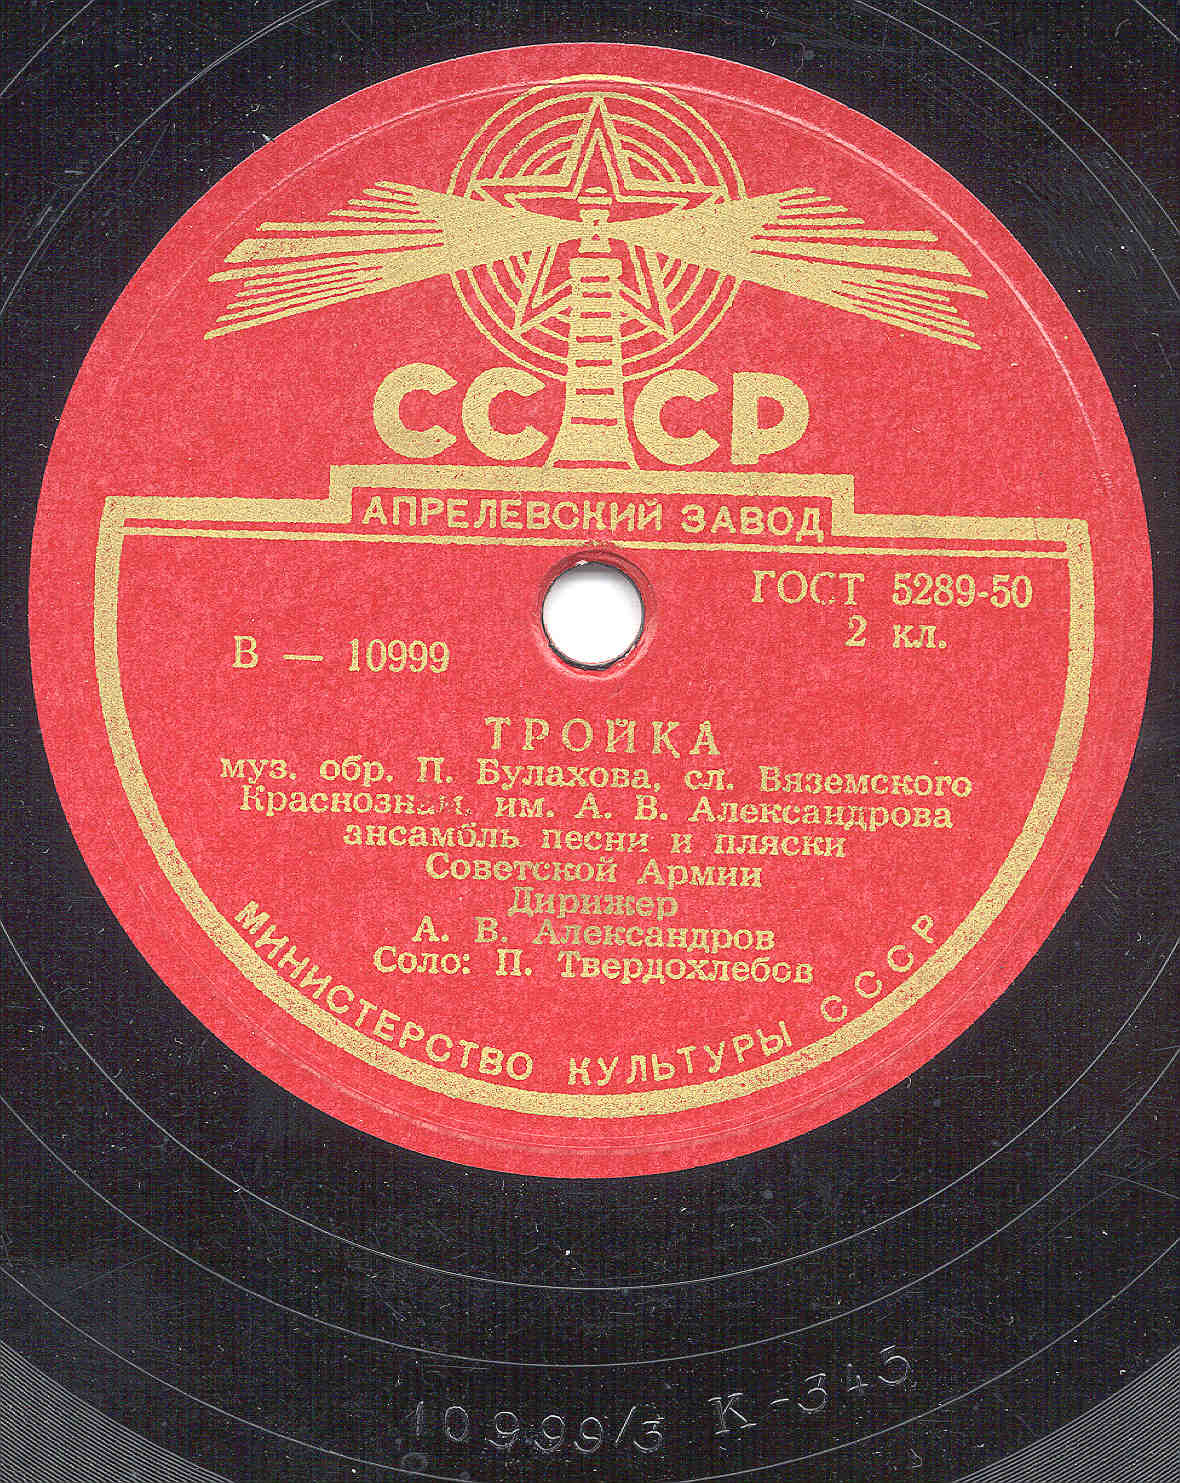 СССР
АПРЕЛЕВСКИЙ ЗАВОД
ГОСТ 5289-50
2 кл.
В — 10999
ТРОЙКА
муз. обр. П. Булахова, сл. Вяземского
Краснознам. им. А. В. Александрова
ансамбль песни и пляски
Советской Армии
Дирижер
А. В. Александров
Соло: П. Твердохлебов
МИНИСТЕРСТВО КУЛЬТУРЫ СССР
10999/3 К-345